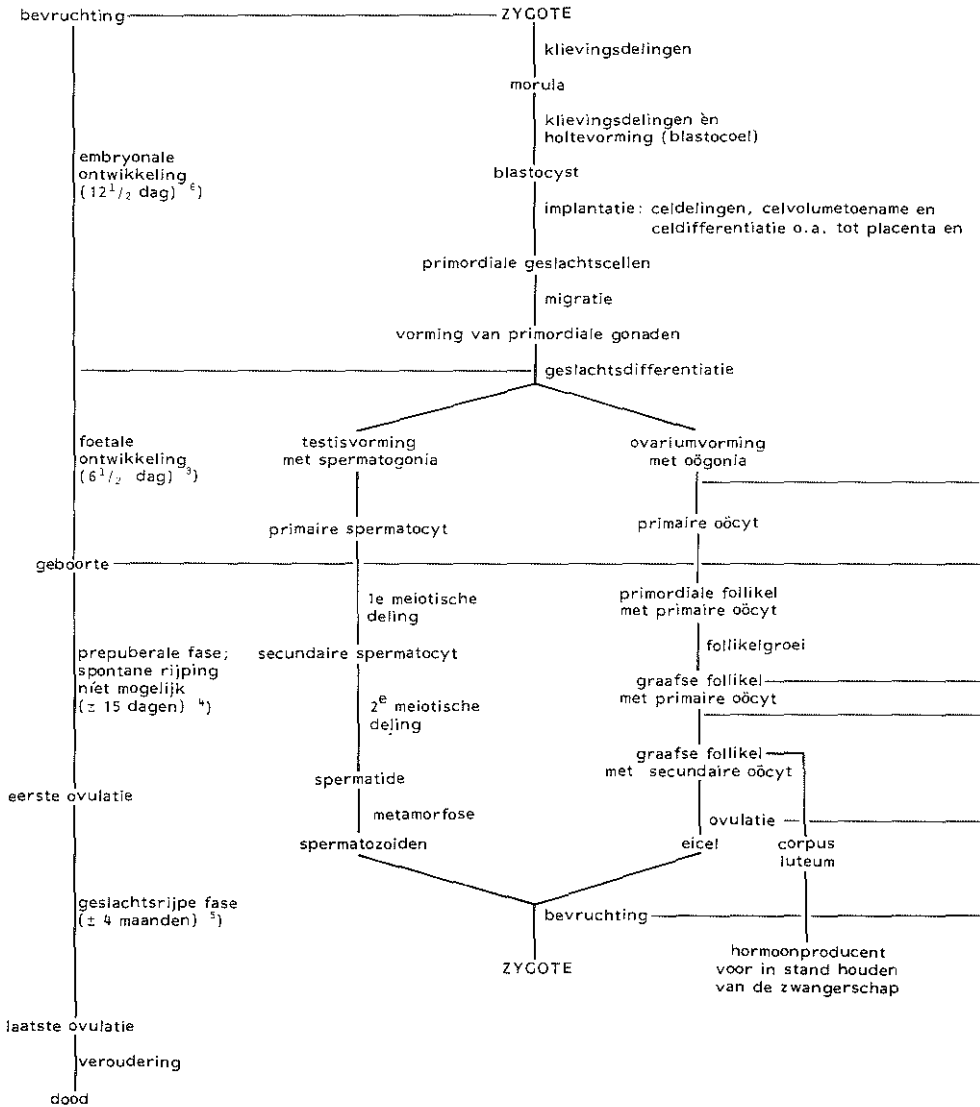 bevruchting
ZYGOTE
klievingsdelingen
morula
klievingsdelingen èn
holtevorming (blastocoel)
embryonale
ontwikkeling
(12 1/2 dag) 6)
blastocyst
implantatie: celdelingen, celvolumetoename en
celdifferentiatie o.a. tot placenta en
primordiale geslachtscellen
migratie
vorming van primordiale gonaden
geslachtsdifferentiatie
foetale
ontwikkeling
(6 1/2 dag) 3)
testisvorming
met spermatogonia
ovariumvorming
met oögonia
primaire spermatocyt
primaire oöcyt
geboorte
1e meiotische
deling
primordiale follikel
met primaire oöcyt
follikelgroei
prepuberale fase;
spontane rijping
níet mogelijk
(± 15 dagen) 4)
secundaire spermatocyt
graafse follikel
met primaire oöcyt
2e meiotische
deling
graafse follikel
met secundaire oöcyt
spermatide
eerste ovulatie
metamorfose
ovulatie
spermatozoiden
eicel
corpus
luteum
geslachtsrijpe fase
(± 4 maanden) 5)
bevruchting
ZYGOTE
hormoonproducent
voor in stand houden
van de zwangerschap
laatste ovulatie
veroudering
dood